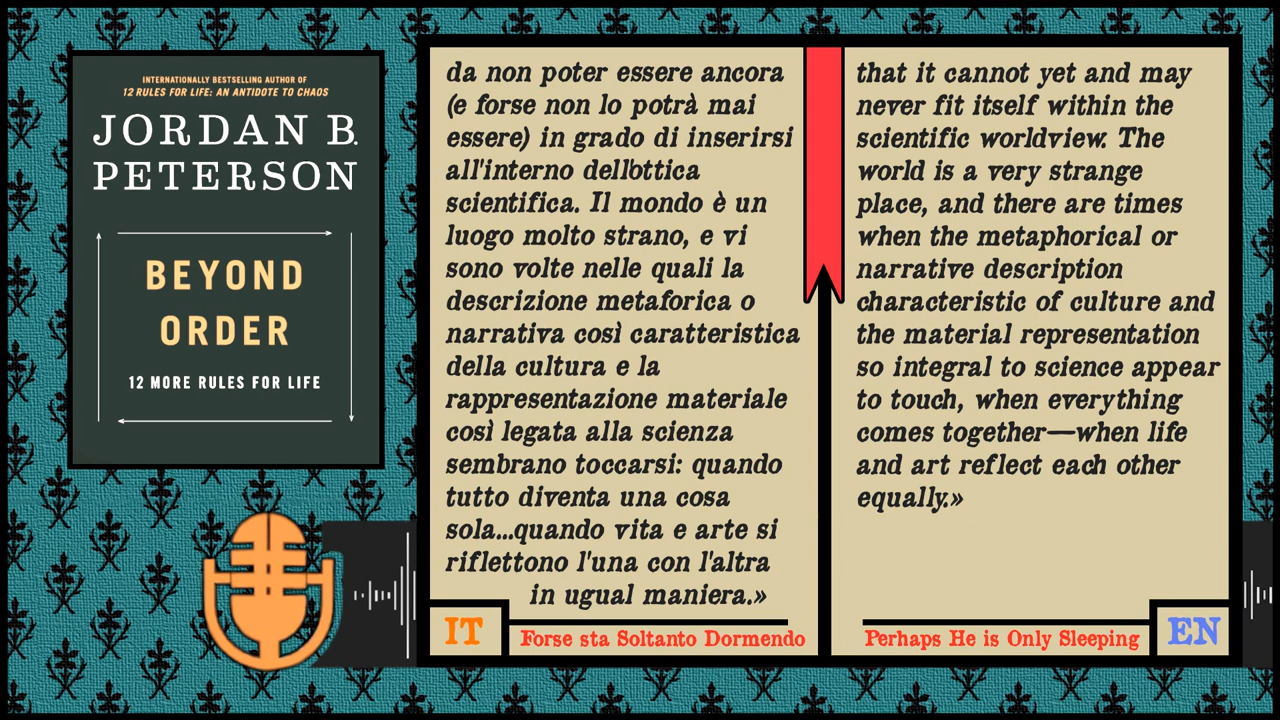 INTERNATIONALLY BESTSELLING AUTHOR OF
12 RULES FOR LIFE: AN ANTIDOTE TO CHAOS
JORDAN B.
PETERSON
BEYOND
ORDER
12 MORE RULES FOR LIFE
da non poter essere ancora
(e forse non lo potrà mai
essere) in grado di inserirsi
all'interno dell'ottica
scientifica. Il mondo è un
luogo molto strano, e vi
sono volte nelle quali la
descrizione metaforica o
narrativa così caratteristica
della cultura e la
rappresentazione materiale
così legata alla scienza
sembrano toccarsi: quando
tutto diventa una cosa
sola...quando vita e arte si
riflettono l'una con l'altra
in ugual maniera.»
IT
Forse sta Soltanto Dormendo
that it cannot yet and may
never fit itself within the
scientific worldview. The
world is a very strange
place, and there are times
when the metaphorical or
narrative description
characteristic of culture and
the material representation
so integral to science appear
to touch, when everything
comes together—when life
and art reflect each other
equally.»
Perhaps He is Only Sleeping
EN